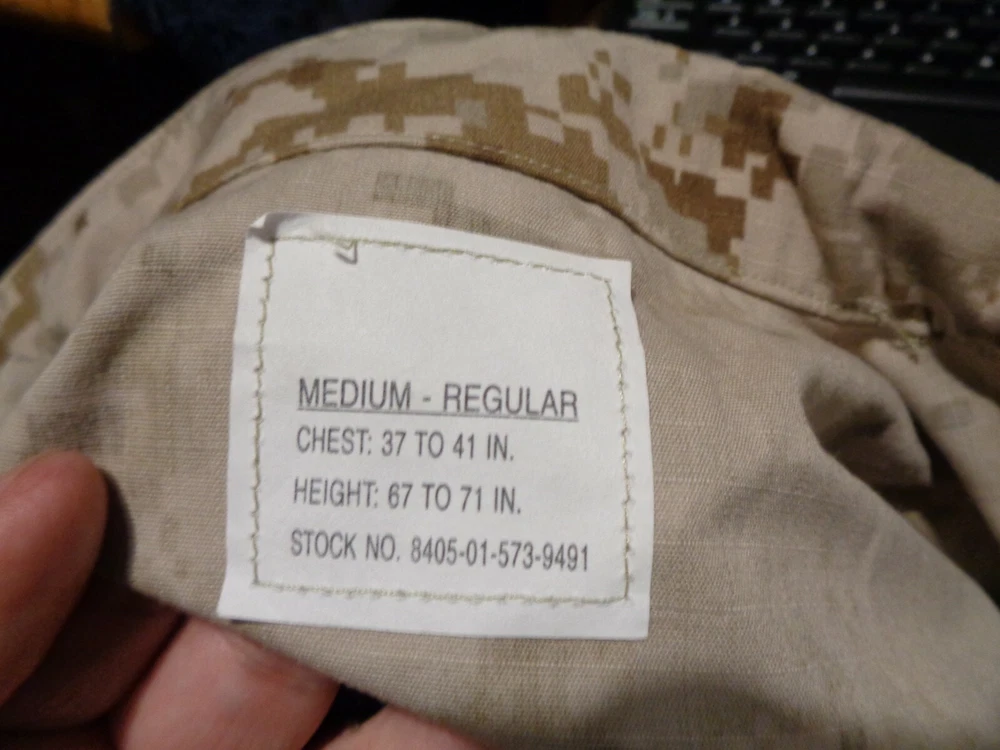 MEDIUM - REGULAR
CHEST: 37 TO 41 IN.
HEIGHT: 67 TO 71 IN.
STOCK NO. 8405-01-573-9491